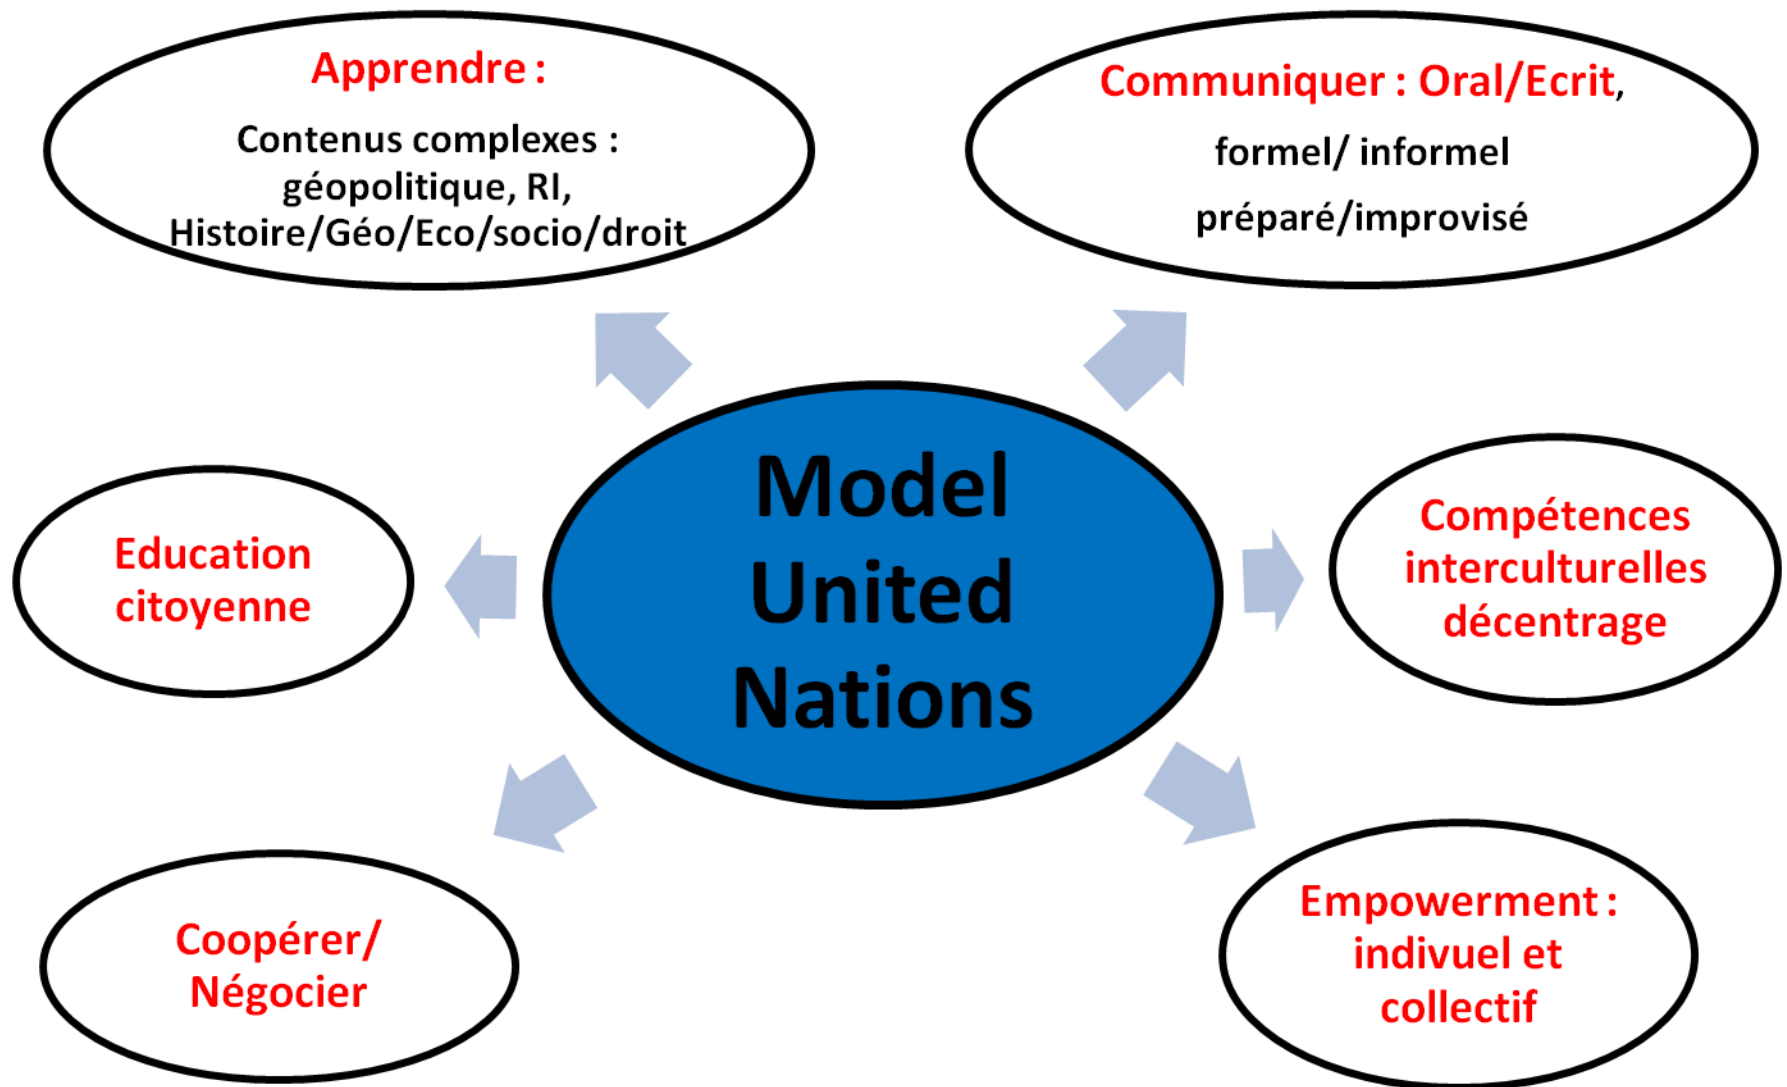 Apprendre :
Contenus complexes :
géopolitique, RI,
Histoire/Géo/Eco/socio/droit
Communiquer : Oral/Ecrit,
formel/ informel
préparé/improvisé
Model
United
Nations
Education
citoyenne
Compétences
interculturelles
décentrage
Coopérer/
Négocier
Empowerment :
indivuel et
collectif